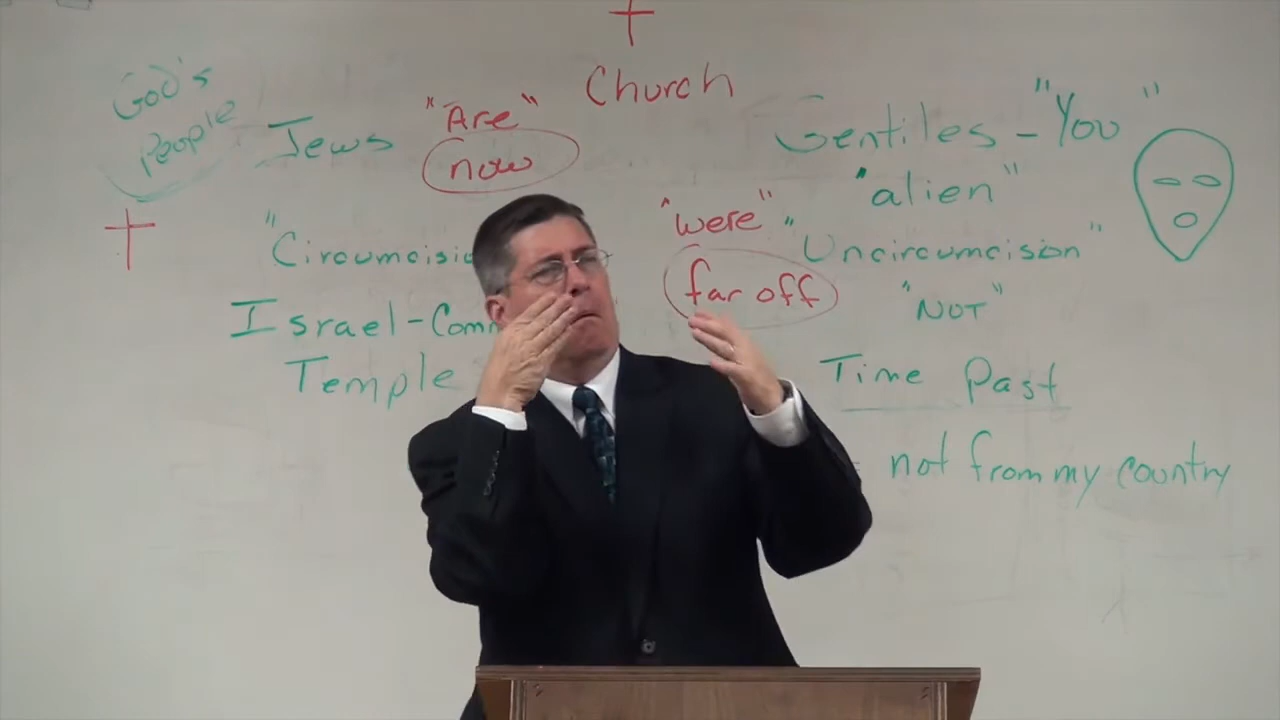 Church
God's
People
Jews
"Are"
now
Gentiles - "You"
"alien"
"Circumcisio
"were"
far off
"Uncircumcision"
"NOT"
Israel-Comm
Temple
Time Past
= not from my country